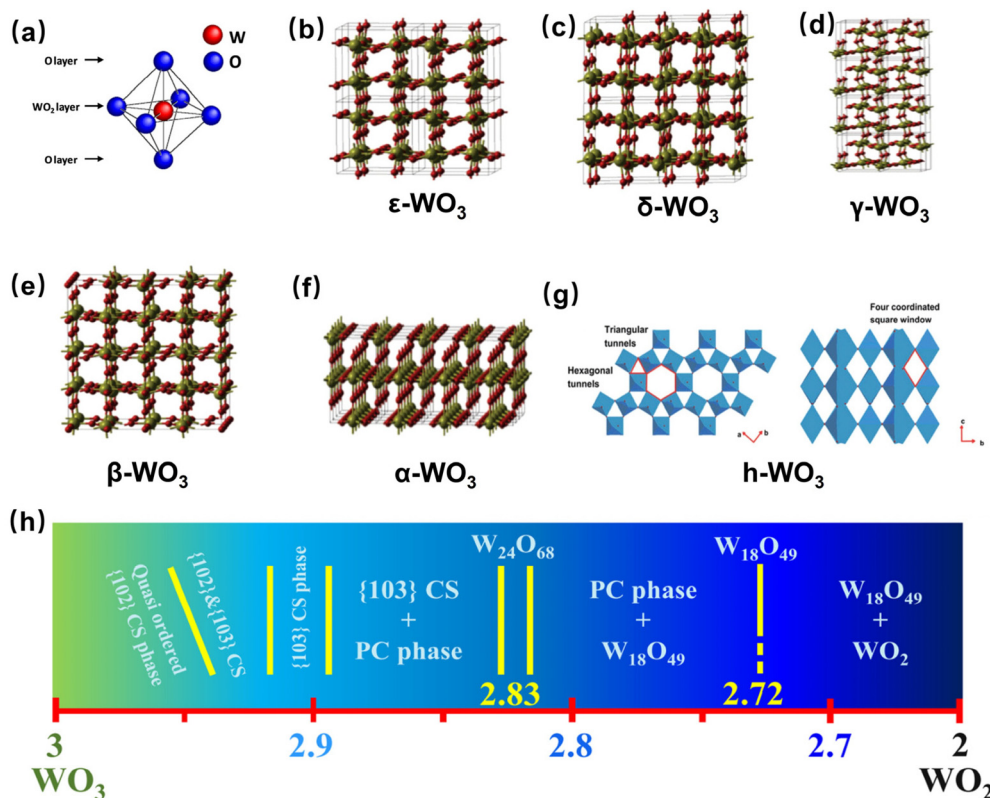 (a)
W
O
O layer
WO₂ layer
O layer
(b)
ε-WO₃
(c)
δ-WO₃
(d)
γ-WO₃
(e)
β-WO₃
(f)
α-WO₃
(g)
Triangular
tunnels
Hexagonal
tunnels
a
b
Four coordinated
square window
c
b
h-WO₃
(h)
Quasi ordered
{102} CS phase
{102}&{103} CS
{103} CS phase
{103} CS
+
PC phase
W₂₄O₆₈
PC phase
+
W₁₈O₄₉
W₁₈O₄₉
W₁₈O₄₉
+
WO₂
2.83
2.72
3
2.9
2.8
2.7
2
WO₃
WO₂